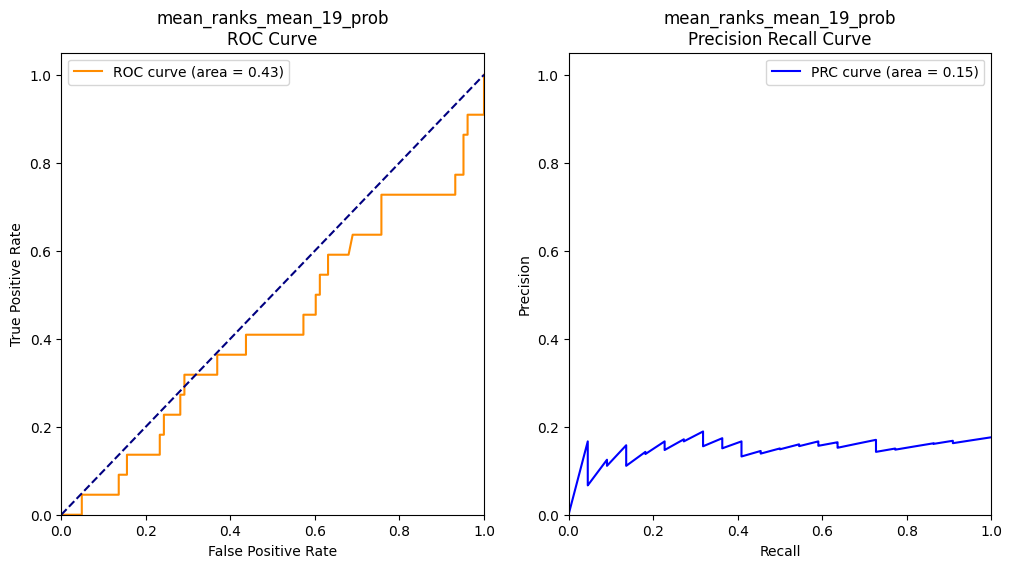 mean_ranks_mean_19_prob
ROC Curve
ROC curve (area = 0.43)
True Positive Rate
1.0
0.8
0.6
0.4
0.2
0.0
0.0 0.2 0.4 0.6 0.8 1.0
False Positive Rate
mean_ranks_mean_19_prob
Precision Recall Curve
PRC curve (area = 0.15)
Precision
1.0
0.8
0.6
0.4
0.2
0.0
0.0 0.2 0.4 0.6 0.8 1.0
Recall